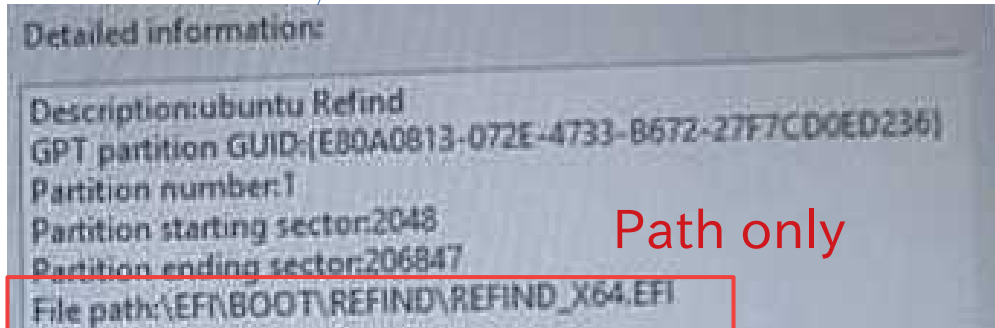 Detailed information:
Description:ubuntu Refind
GPT partition GUID:{E80A0813-072E-4733-B672-27F7CD0ED236}
Partition number:1
Partition starting sector:2048
Path only
Partition ending sector:206847
File path:\EFI\BOOT\REFIND\REFIND_X64.EFI